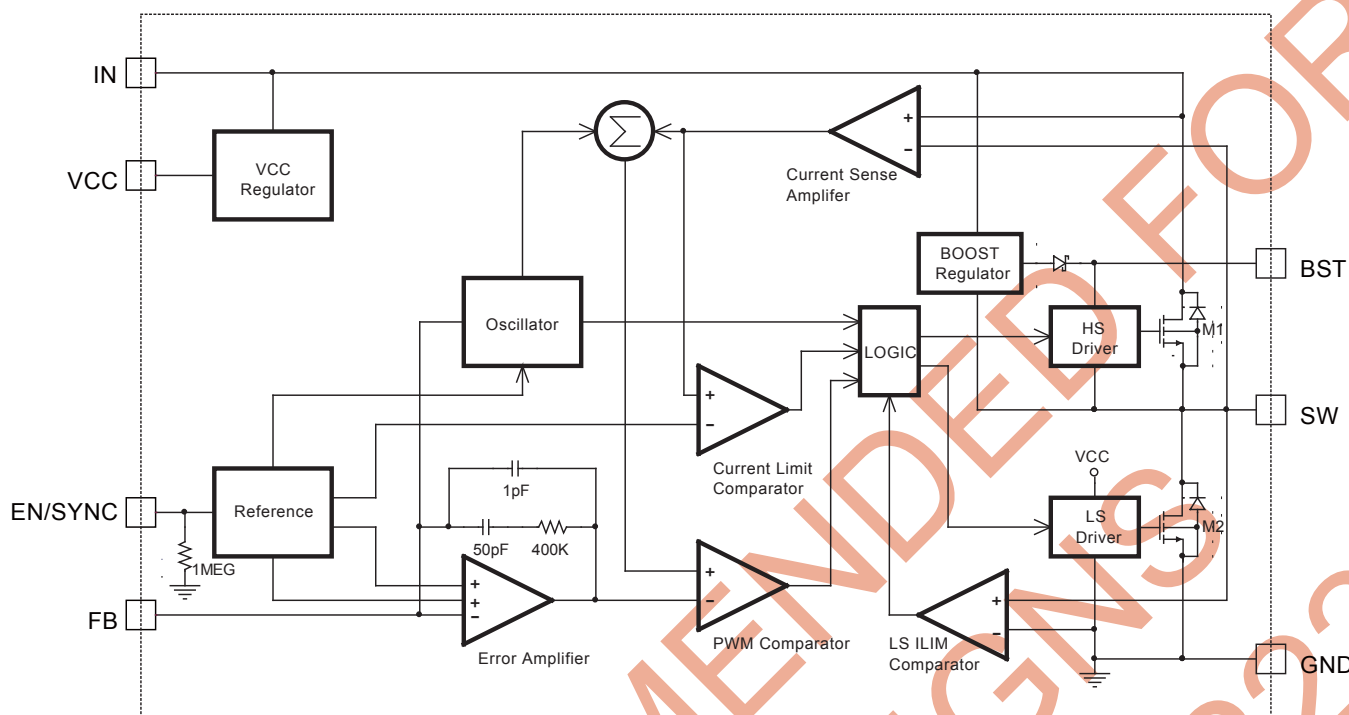 IN
VCC
VCC
Regulator
Σ
+
−
Current Sense
Amplifer
BOOST
Regulator
BST
Oscillator
LOGIC
HS
Driver
M1
SW
+
−
Current Limit
Comparator
VCC
EN/SYNC
Reference
1MEG
1pF
50pF
400K
LS
Driver
M2
FB
+
+
−
Error Amplifier
+
−
PWM Comparator
+
−
LS ILIM
Comparator
GND
MENDED FOR